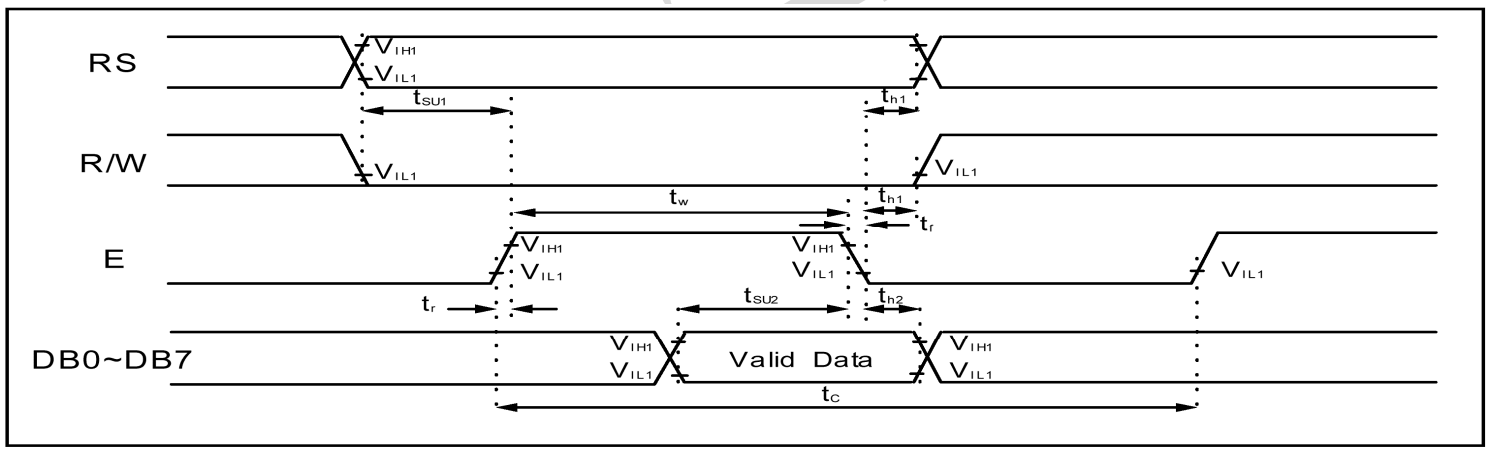 RS
VIH1
VIL1
tSU1
th1
R/W
VIL1
VIL1
tw
th1
tr
E
VIH1
VIL1
VIH1
VIL1
VIL1
tr
tSU2
th2
DB0~DB7
VIH1
VIL1
Valid Data
VIH1
VIL1
tC